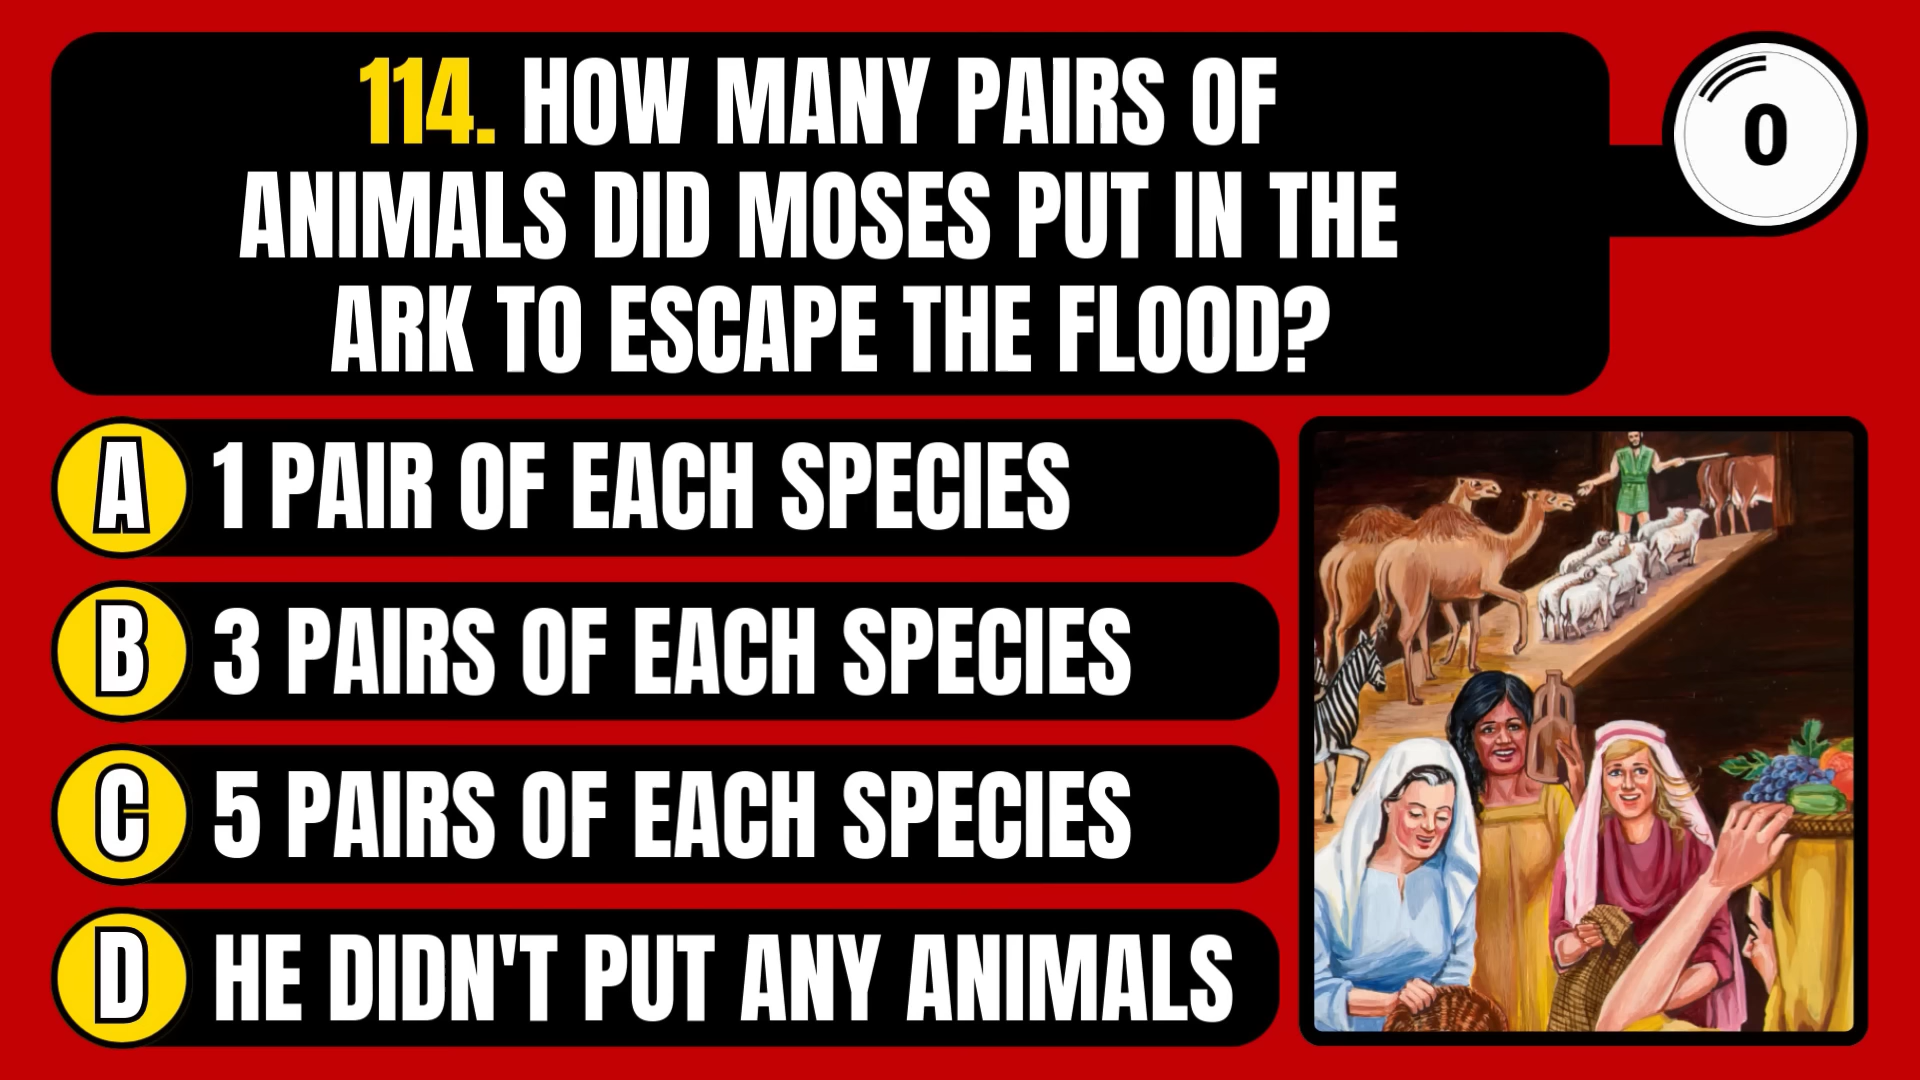 114. HOW MANY PAIRS OF
ANIMALS DID MOSES PUT IN THE
ARK TO ESCAPE THE FLOOD?
0
A 1 PAIR OF EACH SPECIES
B 3 PAIRS OF EACH SPECIES
C 5 PAIRS OF EACH SPECIES
D HE DIDN'T PUT ANY ANIMALS